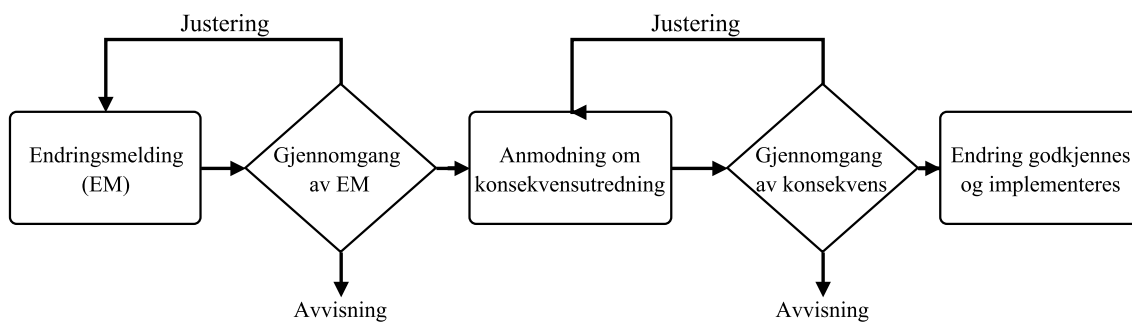 Justering
Justering
Endringsmelding
(EM)
Gjennomgang
av EM
Anmodning om
konsekvensutredning
Gjennomgang
av konsekvens
Endring godkjennes
og implementeres
Avvisning
Avvisning